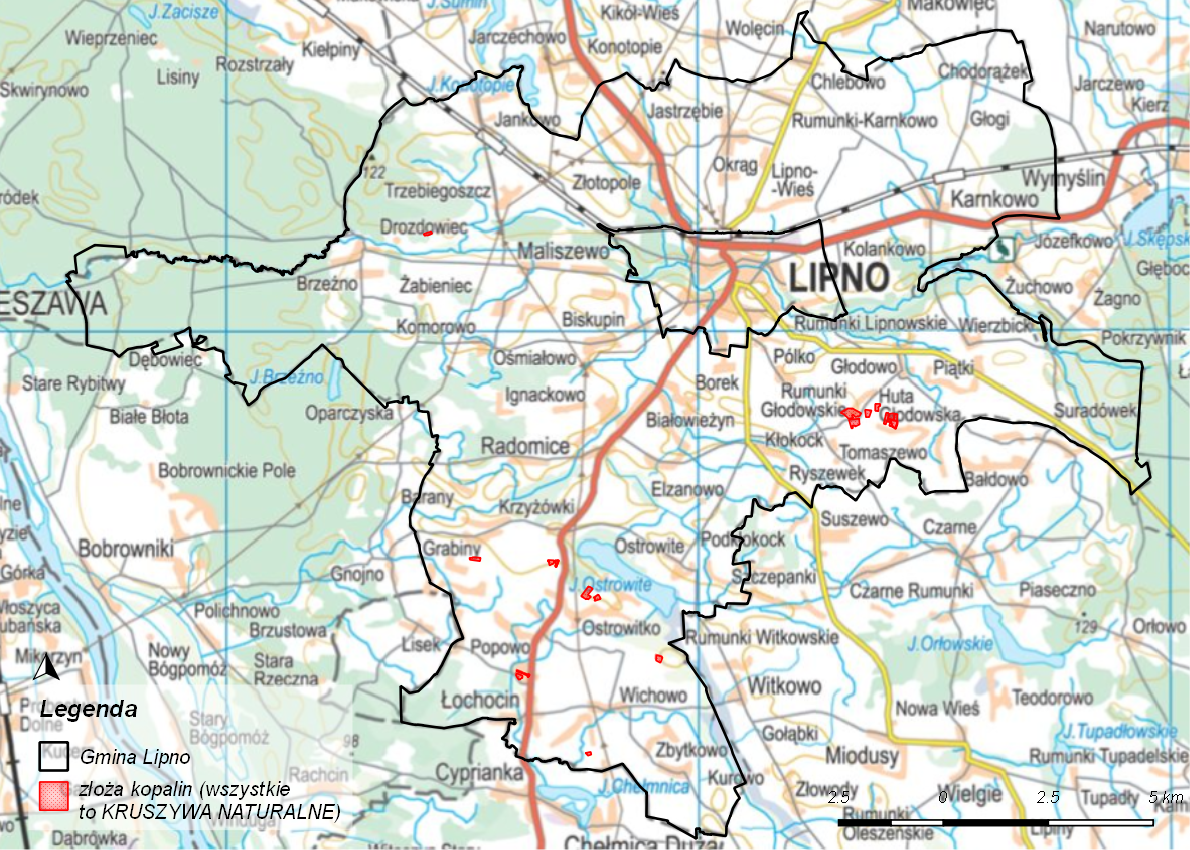 J.Zacisze
J.Sumin
Kikół-Wieś
Makowiec
Wieprzeniec
Kiełpiny
Jarczechowo
Konotopie
Wolęcin
Narutowo
Rozstrzały
Lisiny
Skwirynowo
J.Konotopie
Chlebowo
Chodorążek
Jarczewo
Kierz
Jankowo
Jastrzębie
Rumunki-Karnkowo
Głogi
122
Okrąg
Lipno-
-Wieś
Trzebiegoszcz
Złotopole
Wymyślin
ródek
Karnkowo
Drozdowiec
Maliszewo
Kolankowo
Józefkowo
J.Skępsk
LIPNO
Głęboc
Brzeźno
Żabieniec
Żuchowo
Żagno
ESZAWA
Biskupin
Komorowo
Rumunki Lipnowskie
Wierzbick
Pokrzywnik
Dębowiec
Ośmiałowo
Pólko
Głodowo
Piątki
Stare Rybitwy
J.Brzeźno
Ignackowo
Borek
Rumunki
Głodowskie
Huta
Głodowska
Białe Błota
Oparczyska
Białowieżyn
Suradówek
Radomice
Kłokock
Tomaszewo
Bobrownickie Pole
Ryszewek
Bałdowo
Barany
Krzyżówki
Elzanowo
Suszewo
Czarne
Bobrowniki
Grabiny
Ostrowite
Podkłokock
Górka
Gnojno
J.Ostrowite
Szczepanki
Czarne Rumunki
Piaseczno
Włoszyca
ubańska
Polichnowo
Brzustowa
Lisek
Popowo
Ostrowitko
Rumunki Witkowskie
129
Orłowo
J.Orłowskie
Nowy
Bógpomóż
Stara
Rzeczna
Łochocin
Wichowo
Witkowo
Teodorowo
Nowa Wieś
Legenda
Stary
Bógpomóż
98
Gołąbki
J.Tupadłowskie
Gmina Lipno
Zbytkowo
Miodusy
Rumunki Tupadelskie
Rachcin
Cyprianka
Kurowo
J.Chełmnica
złoża kopalin (wszystkie
to KRUSZYWA NATURALNE)
2.5 0 2.5 5 km
Vielgie
Tupadły
Rumunki
Oleszeńskie
Lipiny
Dąbrówka
Chełmica Duża